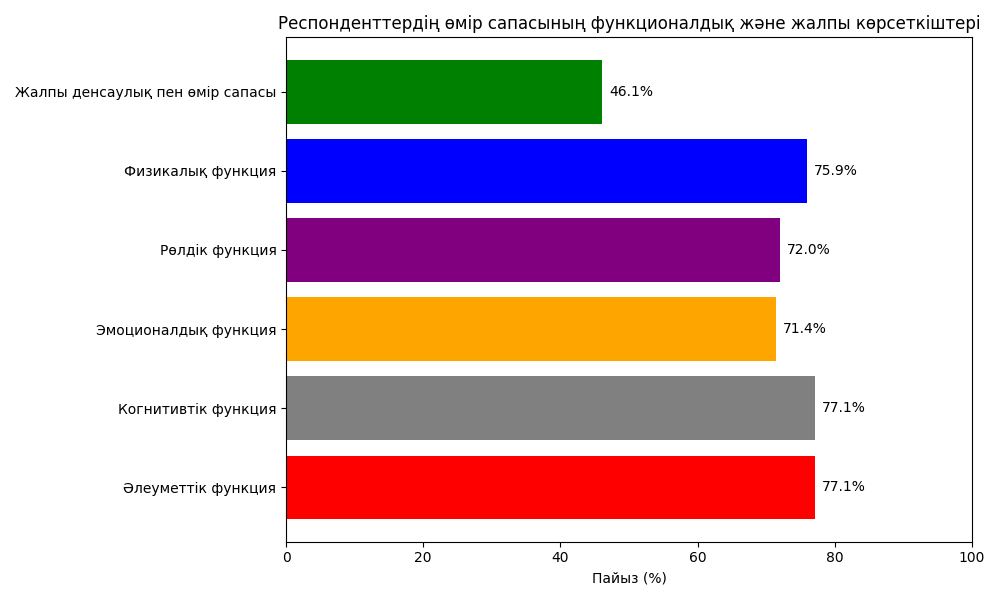 Респонденттердің өмір сапасының функционалдық және жалпы көрсеткіштері
Жалпы денсаулық пен өмір сапасы
46.1%
Физикалық функция
75.9%
Рөлдік функция
72.0%
Эмоционалдық функция
71.4%
Когнитивтік функция
77.1%
Әлеуметтік функция
77.1%
0 20 40 60 80 100
Пайыз (%)